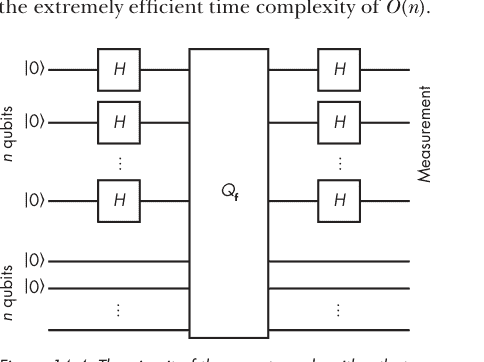 the extremely efficient time complexity of O(n).
|0⟩ H H
|0⟩ H H
⋮ ⋮
Q_f
|0⟩ H H
|0⟩
|0⟩
⋮ ⋮
n qubits
n qubits
Measurement